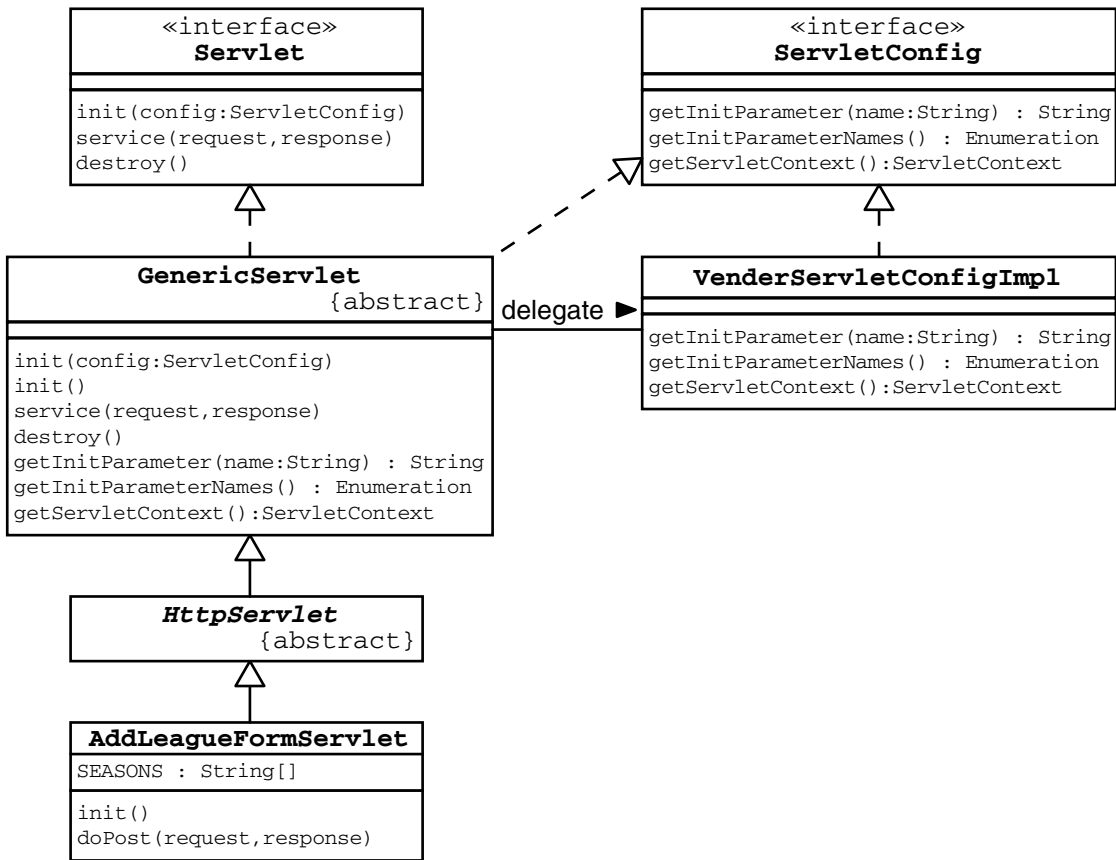 «interface»
Servlet
init(config:ServletConfig)
service(request,response)
destroy()
«interface»
ServletConfig
getInitParameter(name:String) : String
getInitParameterNames() : Enumeration
getServletContext():ServletContext
GenericServlet
{abstract}
init(config:ServletConfig)
init()
service(request,response)
destroy()
getInitParameter(name:String) : String
getInitParameterNames() : Enumeration
getServletContext():ServletContext
delegate
VenderServletConfigImpl
getInitParameter(name:String) : String
getInitParameterNames() : Enumeration
getServletContext():ServletContext
HttpServlet
{abstract}
AddLeagueFormServlet
SEASONS : String[]
init()
doPost(request,response)